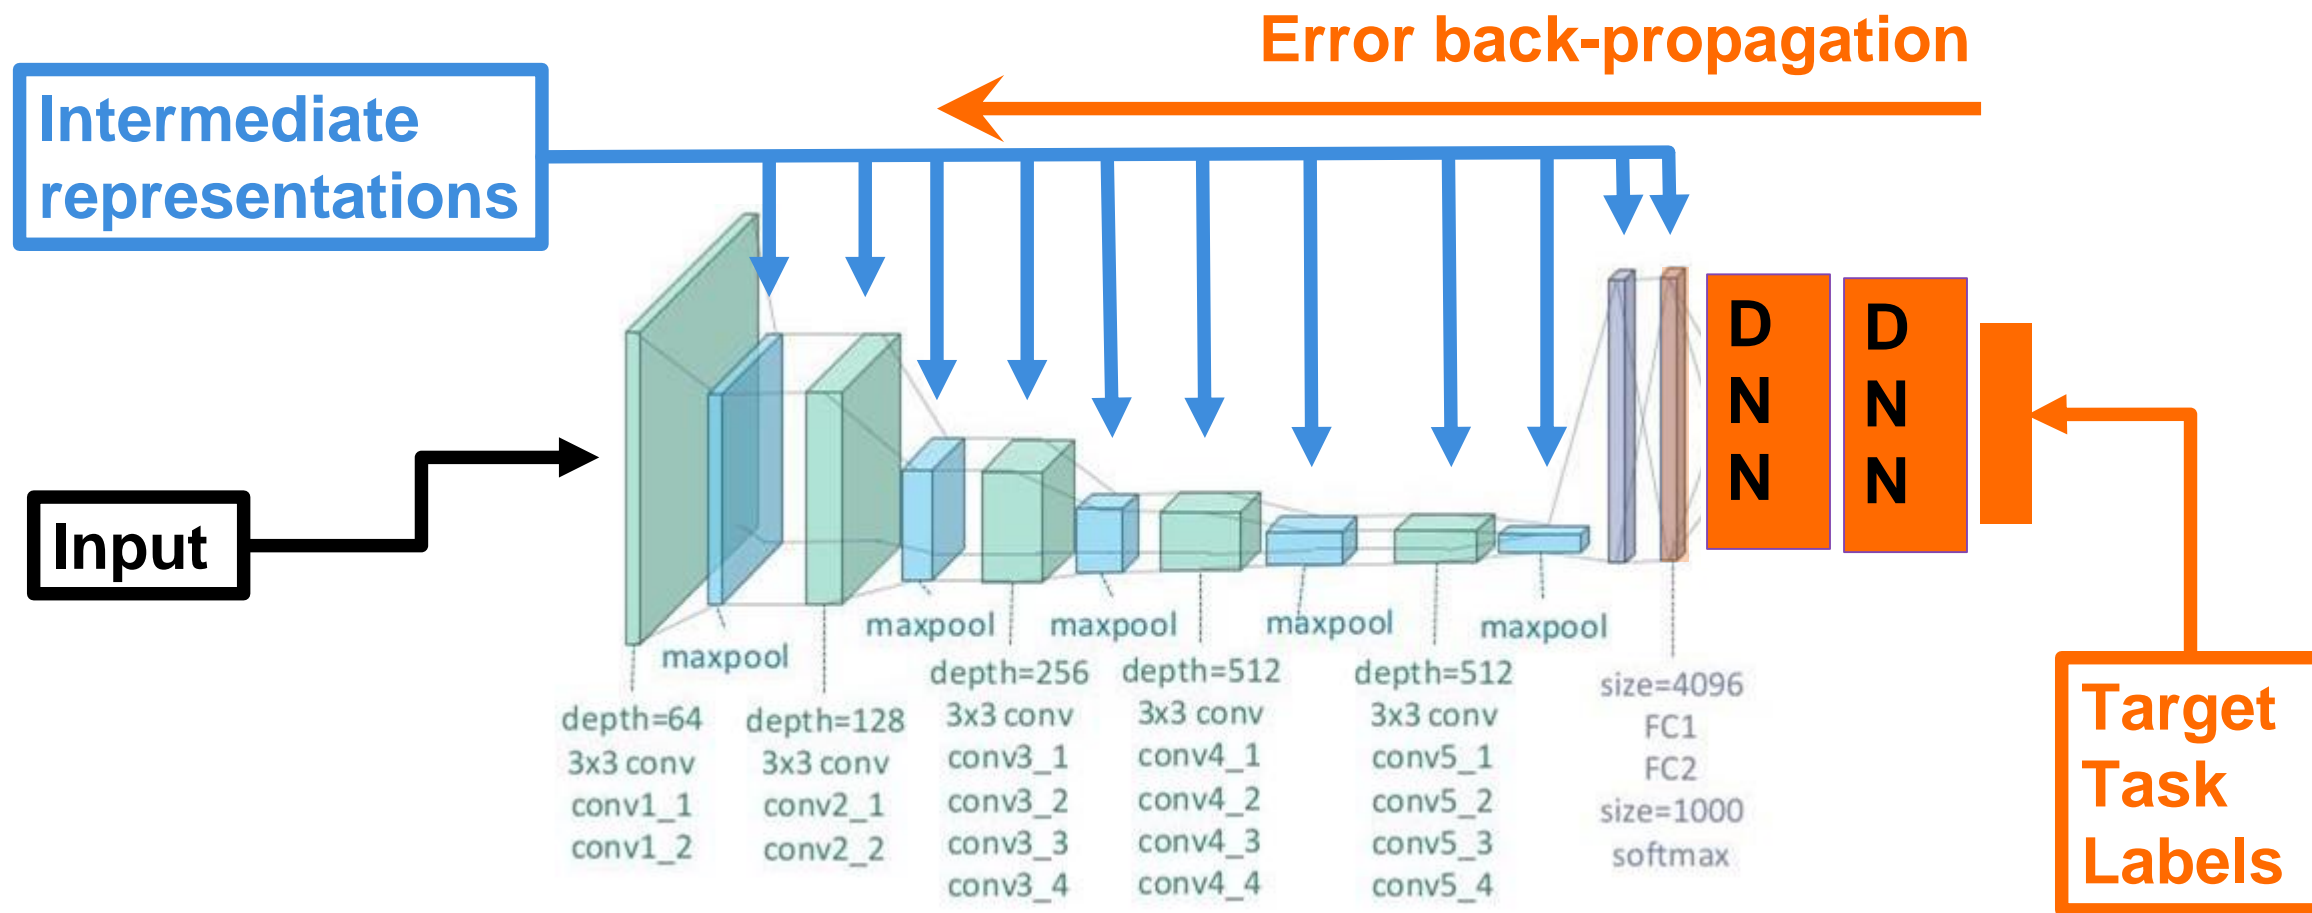 Error back-propagation
Intermediate
representations
Input
D
N
N
D
N
N
maxpool
maxpool
maxpool
maxpool
maxpool
depth=64
3x3 conv
conv1_1
conv1_2
depth=128
3x3 conv
conv2_1
conv2_2
depth=256
3x3 conv
conv3_1
conv3_2
conv3_3
conv3_4
depth=512
3x3 conv
conv4_1
conv4_2
conv4_3
conv4_4
depth=512
3x3 conv
conv5_1
conv5_2
conv5_3
conv5_4
size=4096
FC1
FC2
size=1000
softmax
Target
Task
Labels